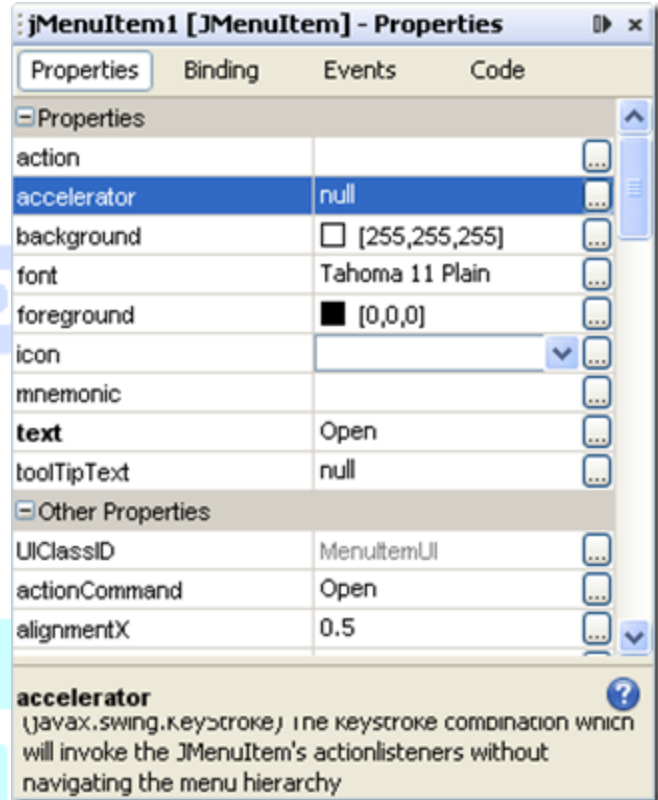 jMenuItem1 [JMenuItem] - Properties
Properties Binding Events Code
Properties
action ...
accelerator null ...
background [255,255,255] ...
font Tahoma 11 Plain ...
foreground [0,0,0] ...
icon ...
mnemonic ...
text Open ...
toolTipText null ...
Other Properties
UIClassID MenuItemUI ...
actionCommand Open ...
alignmentX 0.5 ...
accelerator ?
(javax.swing.KeyStroke) The keystroke combination which
will invoke the JMenuItem's actionlisteners without
navigating the menu hierarchy